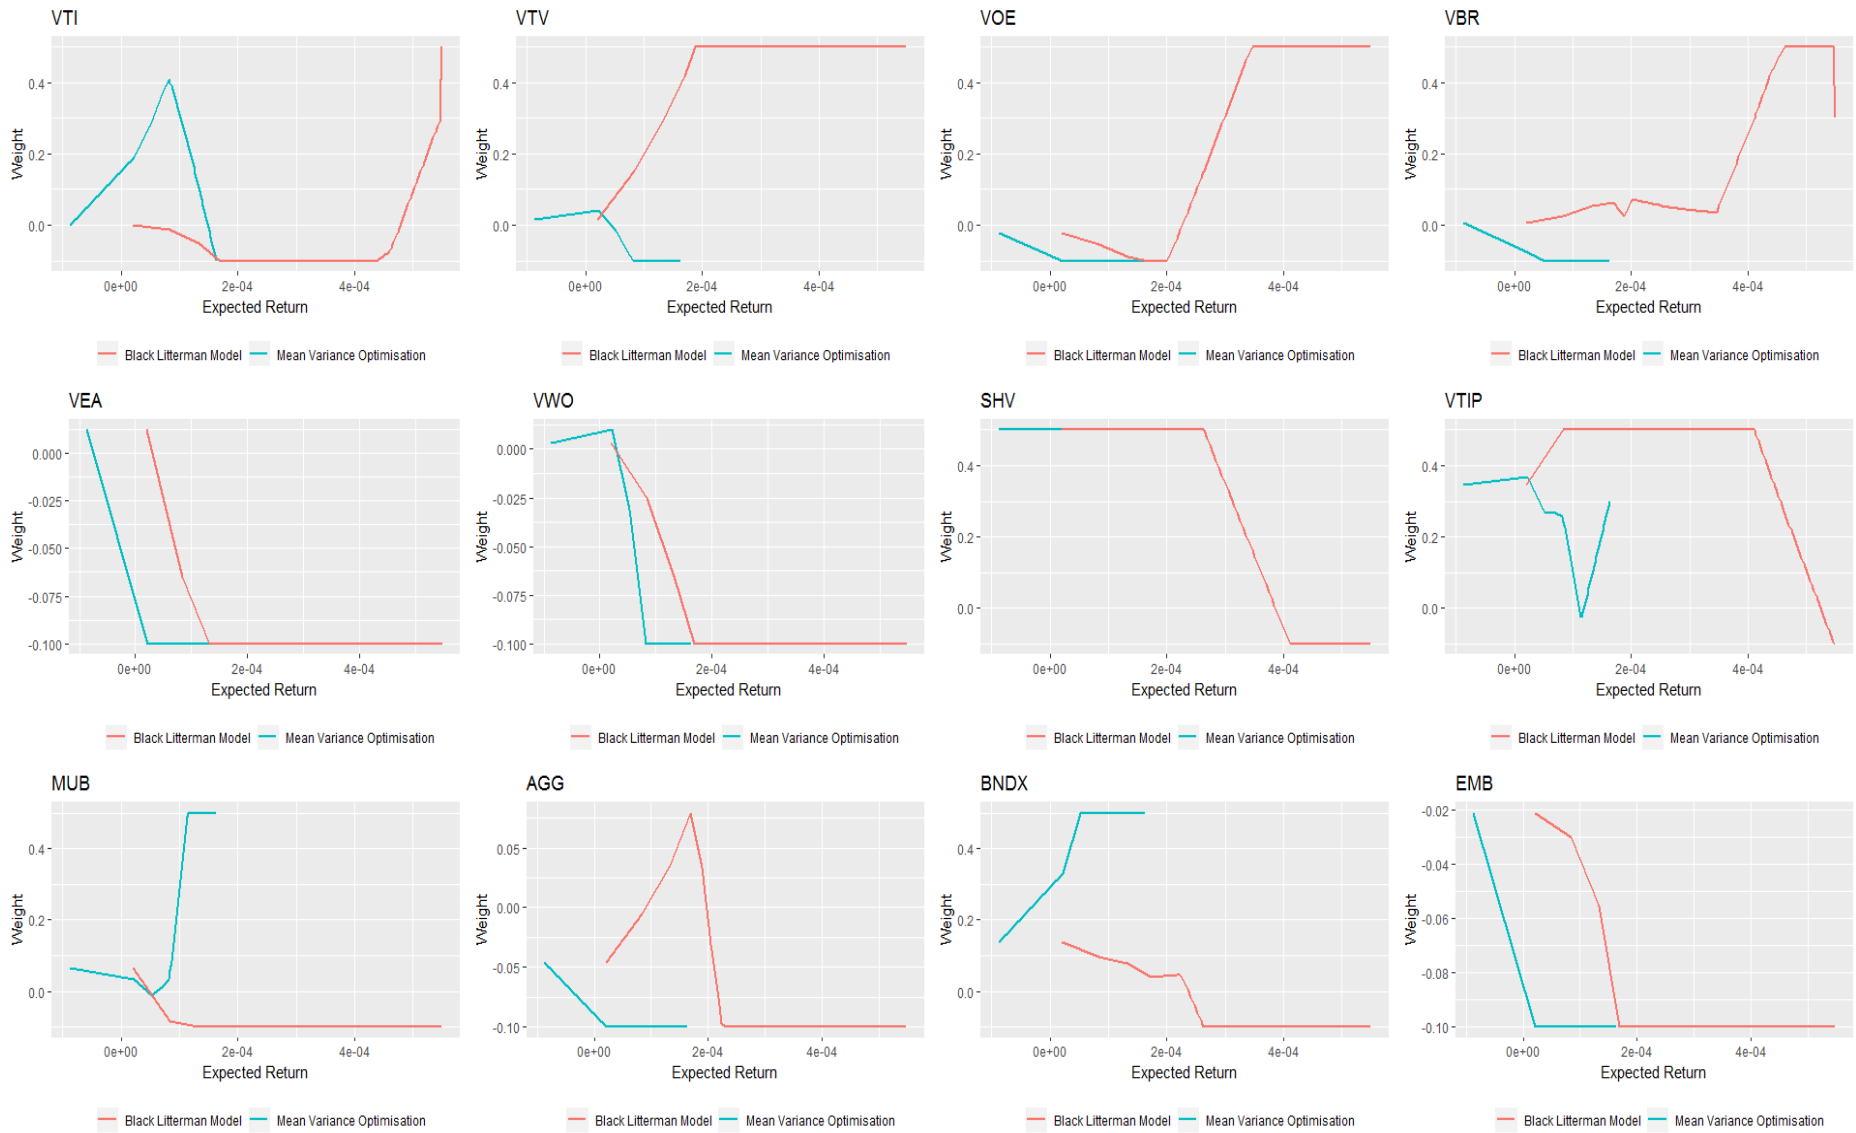 VTI
VTV
VOE
VBR
0.4
0.2
0.0
Weight
0e+00
2e-04
4e-04
Expected Return
Black Litterman Model Mean Variance Optimisation
0.4
0.2
0.0
Weight
0e+00
2e-04
4e-04
Expected Return
Black Litterman Model Mean Variance Optimisation
0.4
0.2
0.0
Weight
0e+00
2e-04
4e-04
Expected Return
Black Litterman Model Mean Variance Optimisation
0.4
0.2
0.0
Weight
0e+00
2e-04
4e-04
Expected Return
Black Litterman Model Mean Variance Optimisation
VEA
VWO
SHV
VTIP
0.000
-0.025
-0.050
-0.075
-0.100
Weight
0e+00
2e-04
4e-04
Expected Return
Black Litterman Model Mean Variance Optimisation
0.000
-0.025
-0.050
-0.075
-0.100
Weight
0e+00
2e-04
4e-04
Expected Return
Black Litterman Model Mean Variance Optimisation
0.4
0.2
0.0
Weight
0e+00
2e-04
4e-04
Expected Return
Black Litterman Model Mean Variance Optimisation
0.4
0.2
0.0
Weight
0e+00
2e-04
4e-04
Expected Return
Black Litterman Model Mean Variance Optimisation
MUB
AGG
BNDX
EMB
0.4
0.2
0.0
Weight
0e+00
2e-04
4e-04
Expected Return
Black Litterman Model Mean Variance Optimisation
0.05
0.00
-0.05
-0.10
Weight
0e+00
2e-04
4e-04
Expected Return
Black Litterman Model Mean Variance Optimisation
0.4
0.2
0.0
Weight
0e+00
2e-04
4e-04
Expected Return
Black Litterman Model Mean Variance Optimisation
-0.02
-0.04
-0.06
-0.08
-0.10
Weight
0e+00
2e-04
4e-04
Expected Return
Black Litterman Model Mean Variance Optimisation